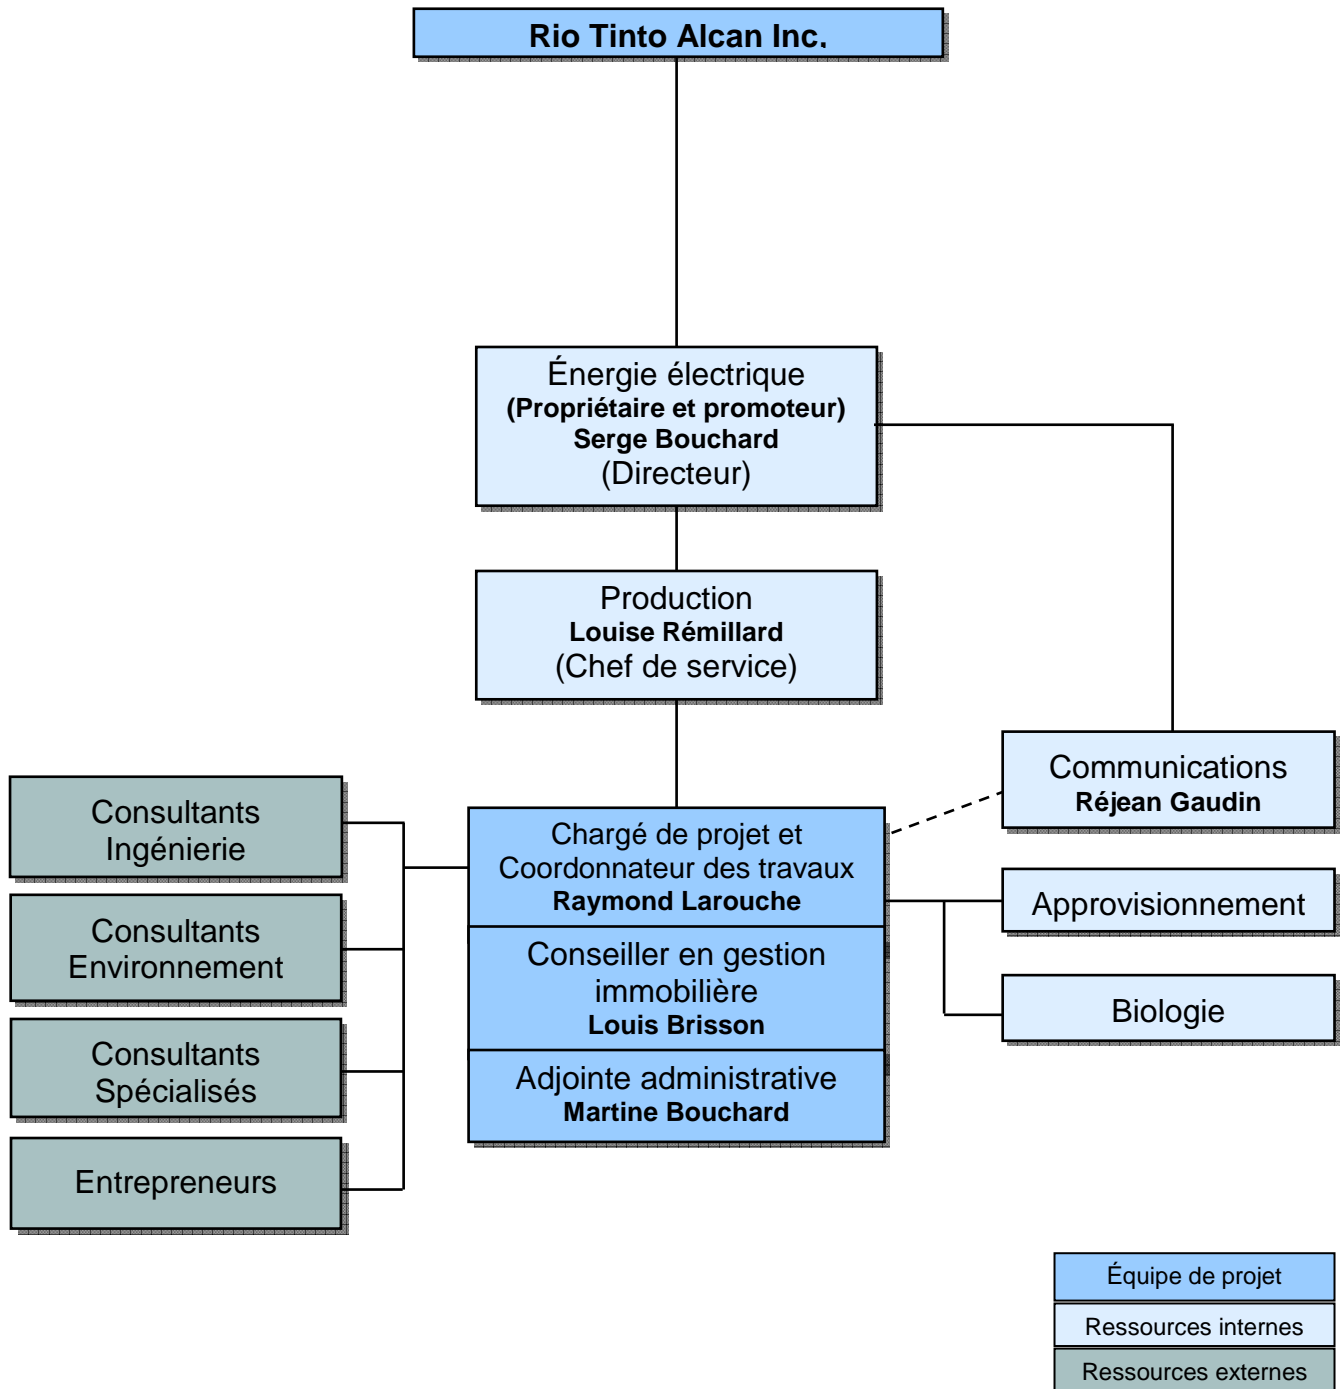 Rio Tinto Alcan Inc.
Énergie électrique
(Propriétaire et promoteur)
Serge Bouchard
(Directeur)
Production
Louise Rémillard
(Chef de service)
Communications
Réjean Gaudin
Consultants
Ingénierie
Chargé de projet et
Coordonnateur des travaux
Raymond Larouche
Approvisionnement
Consultants
Environnement
Conseiller en gestion
immobilière
Louis Brisson
Biologie
Consultants
Spécialisés
Adjointe administrative
Martine Bouchard
Entrepreneurs
Équipe de projet
Ressources internes
Ressources externes